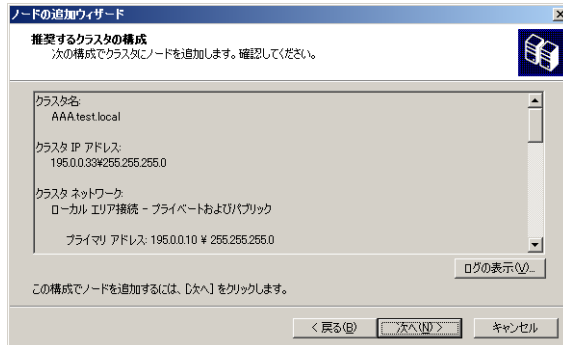 ノードの追加ウィザード
推奨するクラスタの構成
次の構成でクラスタにノードを追加します。確認してください。
クラスタ名:
AAA.test.local
クラスタ IP アドレス:
195.0.0.33¥255.255.255.0
クラスタ ネットワーク:
ローカル エリア接続 - プライベートおよびパブリック
プライマリ アドレス: 195.0.0.10 ¥ 255.255.255.0
ログの表示(V)...
この構成でノードを追加するには、[次へ] をクリックします。
< 戻る(B)
次へ(N) >
キャンセル